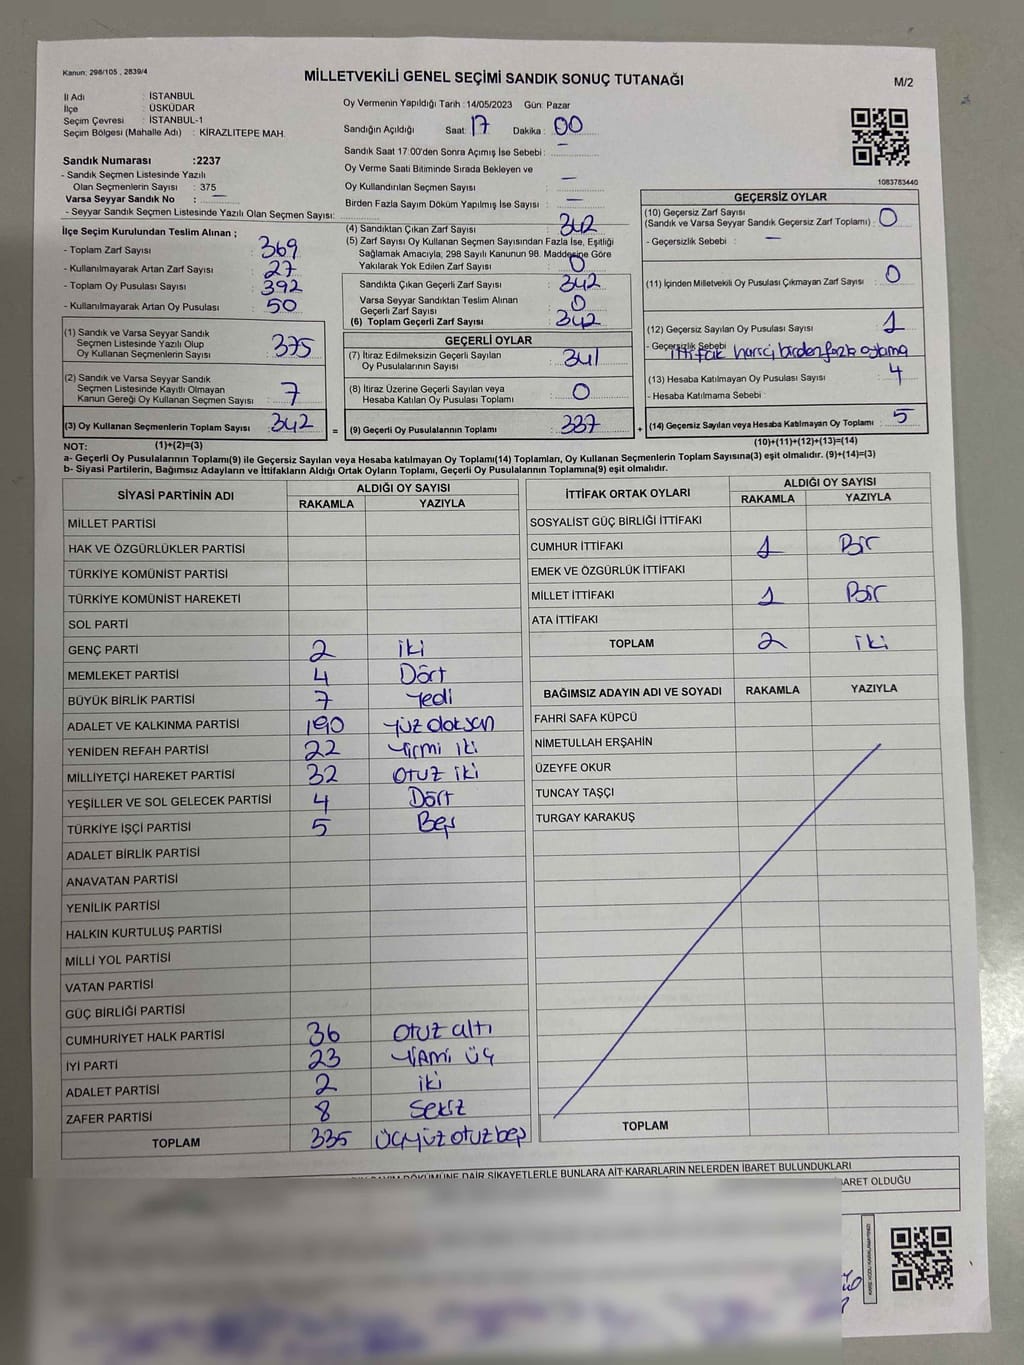 Kanun; 298/105 , 2839/4
MİLLETVEKİLİ GENEL SEÇİMİ SANDIK SONUÇ TUTANAĞI
M/2
İl Adı : İSTANBUL
İlçe : ÜSKÜDAR
Seçim Çevresi : İSTANBUL-1
Seçim Bölgesi (Mahalle Adı) : KİRAZLITEPE MAH.
Sandık Numarası :2237
- Sandık Seçmen Listesinde Yazılı
Olan Seçmenlerin Sayısı : 375
Varsa Seyyar Sandık No : –
- Seyyar Sandık Seçmen Listesinde Yazılı Olan Seçmen Sayısı:
Oy Vermenin Yapıldığı Tarih :14/05/2023 Gün: Pazar
Sandığın Açıldığı Saat: 17 Dakika : 00
Sandık Saat 17:00'den Sonra Açımış İse Sebebi : –
Oy Verme Saati Bitiminde Sırada Bekleyen ve
Oy Kullandırılan Seçmen Sayısı : –
Birden Fazla Sayım Döküm Yapılmış İse Sayısı : –
1083783440
İlçe Seçim Kurulundan Teslim Alınan ;
- Toplam Zarf Sayısı : 369
- Kullanılmayarak Artan Zarf Sayısı : 27
- Toplam Oy Pusulası Sayısı : 392
- Kullanılmayarak Artan Oy Pusulası : 50
(1) Sandık ve Varsa Seyyar Sandık
Seçmen Listesinde Yazılı Olup
Oy Kullanan Seçmenlerin Sayısı : 375
(2) Sandık ve Varsa Seyyar Sandık
Seçmen Listesinde Kayıtlı Olmayan
Kanun Gereği Oy Kullanan Seçmen Sayısı : 7
(3) Oy Kullanan Seçmenlerin Toplam Sayısı : 342
(4) Sandıktan Çıkan Zarf Sayısı : 342
(5) Zarf Sayısı Oy Kullanan Seçmen Sayısından Fazla İse, Eşitliği
Sağlamak Amacıyla; 298 Sayılı Kanunun 98. Maddesine Göre
Yakılarak Yok Edilen Zarf Sayısı : 0
Sandıkta Çıkan Geçerli Zarf Sayısı : 342
Varsa Seyyar Sandıktan Teslim Alınan
Geçerli Zarf Sayısı : 0
(6) Toplam Geçerli Zarf Sayısı : 342
GEÇERLİ OYLAR
(7) İtiraz Edilmeksizin Geçerli Sayılan
Oy Pusulalarının Sayısı : 341
(8) İtiraz Üzerine Geçerli Sayılan veya
Hesaba Katılan Oy Pusulası Toplamı : 0
= (9) Geçerli Oy Pusulalarının Toplamı : 337 +
GEÇERSİZ OYLAR
(10) Geçersiz Zarf Sayısı
(Sandık ve Varsa Seyyar Sandık Geçersiz Zarf Toplamı) : 0
- Geçersizlik Sebebi : –
(11) İçinden Milletvekili Oy Pusulası Çıkmayan Zarf Sayısı : 0
(12) Geçersiz Sayılan Oy Pusulası Sayısı : 1
- Geçersizlik Sebebi : ittifak harici birden fazla oylama
(13) Hesaba Katılmayan Oy Pusulası Sayısı : 4
- Hesaba Katılmama Sebebi :
(14) Geçersiz Sayılan veya Hesaba Katılmayan Oy Toplamı : 5
NOT: (1)+(2)=(3)
(10)+(11)+(12)+(13)=(14)
a- Geçerli Oy Pusulalarının Toplamı(9) ile Geçersiz Sayılan veya Hesaba katılmayan Oy Toplamı(14) Toplamları, Oy Kullanan Seçmenlerin Toplam Sayısına(3) eşit olmalıdır. (9)+(14)=(3)
b- Siyasi Partilerin, Bağımsız Adayların ve İttifakların Aldığı Ortak Oyların Toplamı, Geçerli Oy Pusulalarının Toplamına(9) eşit olmalıdır.
SİYASİ PARTİNİN ADI
ALDIĞI OY SAYISI
RAKAMLA YAZIYLA
MİLLET PARTİSİ
HAK VE ÖZGÜRLÜKLER PARTİSİ
TÜRKİYE KOMÜNİST PARTİSİ
TÜRKİYE KOMÜNİST HAREKETİ
SOL PARTİ
GENÇ PARTİ 2 iki
MEMLEKET PARTİSİ 4 Dört
BÜYÜK BİRLİK PARTİSİ 7 Yedi
ADALET VE KALKINMA PARTİSİ 190 Yüz doksan
YENİDEN REFAH PARTİSİ 22 Yirmi iki
MİLLİYETÇİ HAREKET PARTİSİ 32 Otuz iki
YEŞİLLER VE SOL GELECEK PARTİSİ 4 Dört
TÜRKİYE İŞÇİ PARTİSİ 5 Beş
ADALET BİRLİK PARTİSİ
ANAVATAN PARTİSİ
YENİLİK PARTİSİ
HALKIN KURTULUŞ PARTİSİ
MİLLİ YOL PARTİSİ
VATAN PARTİSİ
GÜÇ BİRLİĞİ PARTİSİ
CUMHURİYET HALK PARTİSİ 36 Otuz altı
İYİ PARTİ 23 Yirmi üç
ADALET PARTİSİ 2 iki
ZAFER PARTİSİ 8 Sekiz
TOPLAM 335 Üçyüz otuz beş
İTTİFAK ORTAK OYLARI
ALDIĞI OY SAYISI
RAKAMLA YAZIYLA
SOSYALİST GÜÇ BİRLİĞİ İTTİFAKI
CUMHUR İTTİFAKI 1 Bir
EMEK VE ÖZGÜRLÜK İTTİFAKI
MİLLET İTTİFAKI 1 Bir
ATA İTTİFAKI
TOPLAM 2 iki
BAĞIMSIZ ADAYIN ADI VE SOYADI RAKAMLA YAZIYLA
FAHRİ SAFA KÜPCÜ
NİMETULLAH ERŞAHİN
ÜZEYFE OKUR
TUNCAY TAŞÇI
TURGAY KARAKUŞ
TOPLAM
DÖKÜMÜNE DAİR ŞİKAYETLERLE BUNLARA AİT KARARLARIN NELERDEN İBARET BULUNDUKLARI
BARET OLDUĞU